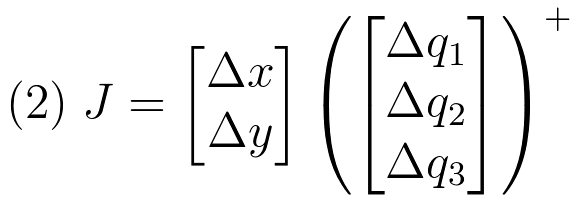 (2) J = [Δx Δy] ([Δq₁ Δq₂ Δq₃])⁺